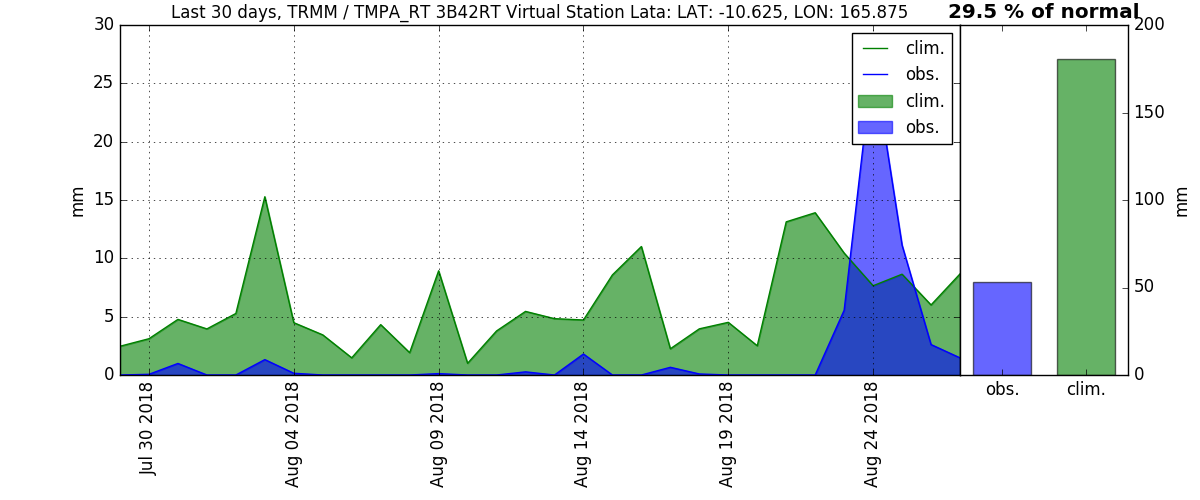 Last 30 days, TRMM / TMPA_RT 3B42RT Virtual Station Lata: LAT: -10.625, LON: 165.875
29.5 % of normal
30
25
20
15
10
5
0
mm
clim.
obs.
clim.
obs.
Jul 30 2018
Aug 04 2018
Aug 09 2018
Aug 14 2018
Aug 19 2018
Aug 24 2018
200
150
100
50
0
mm
obs.
clim.